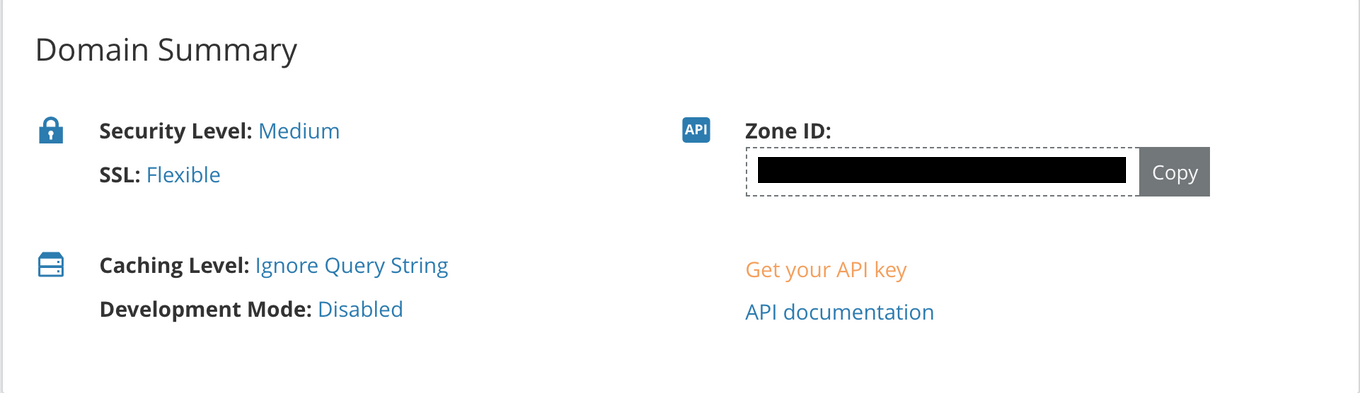 Domain Summary
Security Level: Medium
SSL: Flexible
API
Zone ID:
Copy
Caching Level: Ignore Query String
Development Mode: Disabled
Get your API key
API documentation